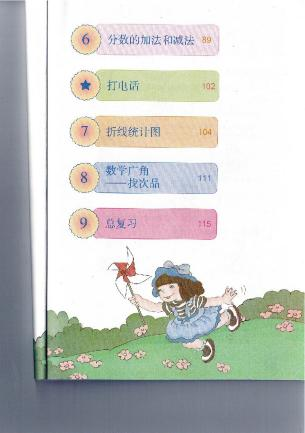 6 分数的加法和减法 89
★ 打电话 102
7 折线统计图 104
8 数学广角
——找次品 111
9 总复习 115